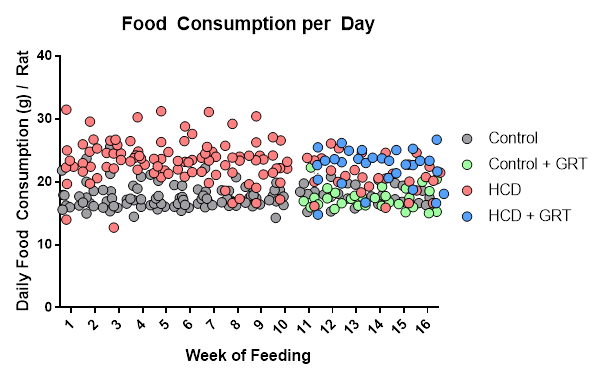 Food Consumption per Day
Daily Food Consumption (g) / Rat
40
30
20
10
0
1 2 3 4 5 6 7 8 9 10 11 12 13 14 15 16
Week of Feeding
Control
Control + GRT
HCD
HCD + GRT